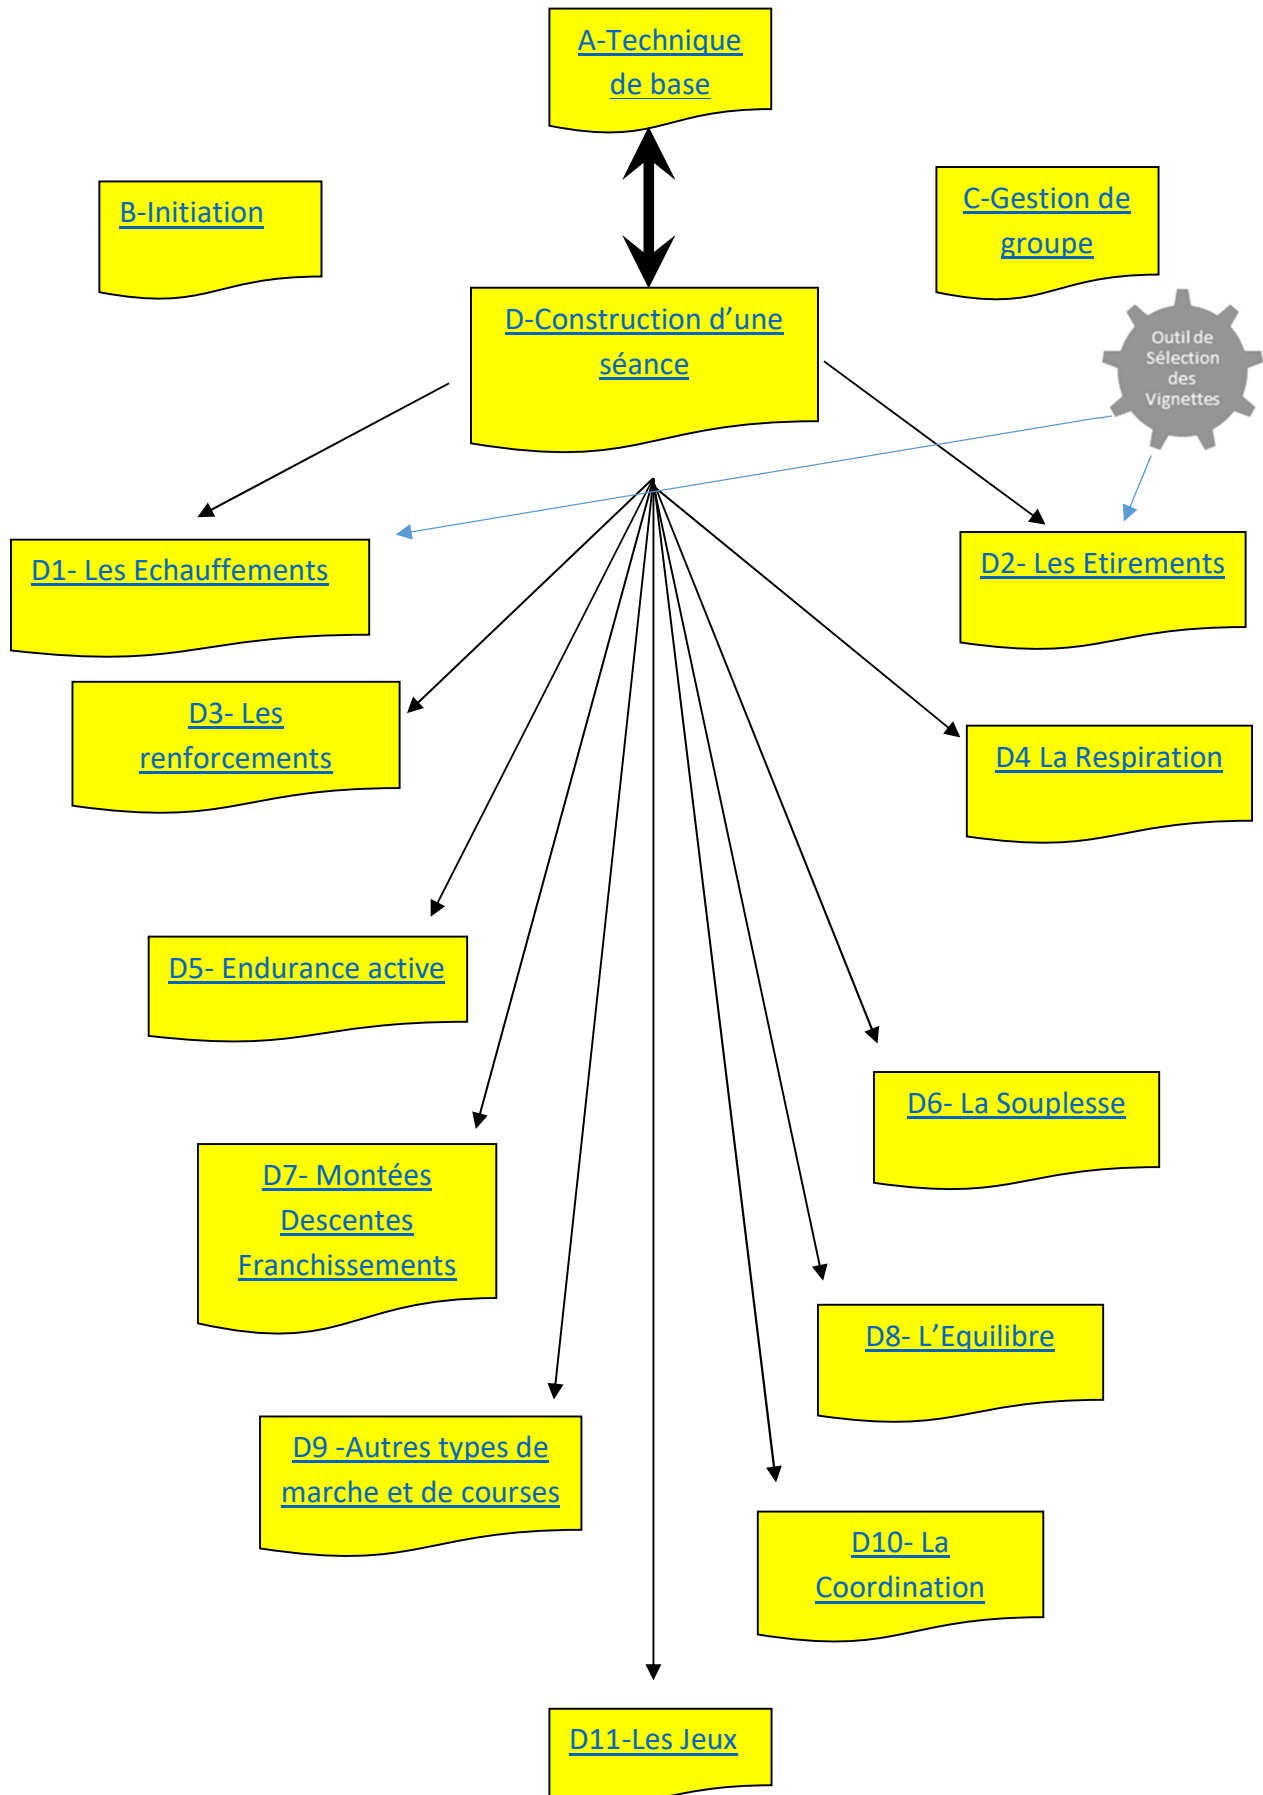 A-Technique
de base
B-Initiation
C-Gestion de
groupe
D-Construction d’une
séance
Outil de
Sélection
des
Vignettes
D1- Les Echauffements
D2- Les Etirements
D3- Les
renforcements
D4 La Respiration
D5- Endurance active
D6- La Souplesse
D7- Montées
Descentes
Franchissements
D8- L’Equilibre
D9 -Autres types de
marche et de courses
D10- La
Coordination
D11-Les Jeux